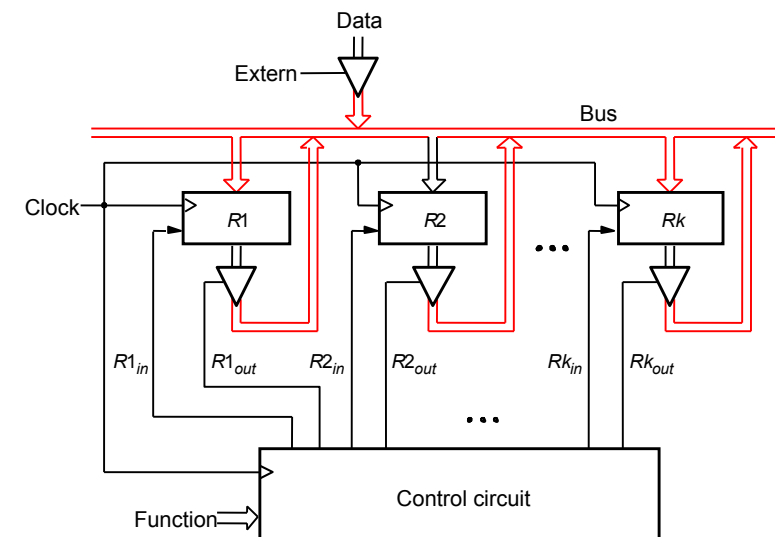 Data
Extern
Bus
Clock
R1
R2
Rk
R1in
R1out
R2in
R2out
Rkin
Rkout
Control circuit
Function